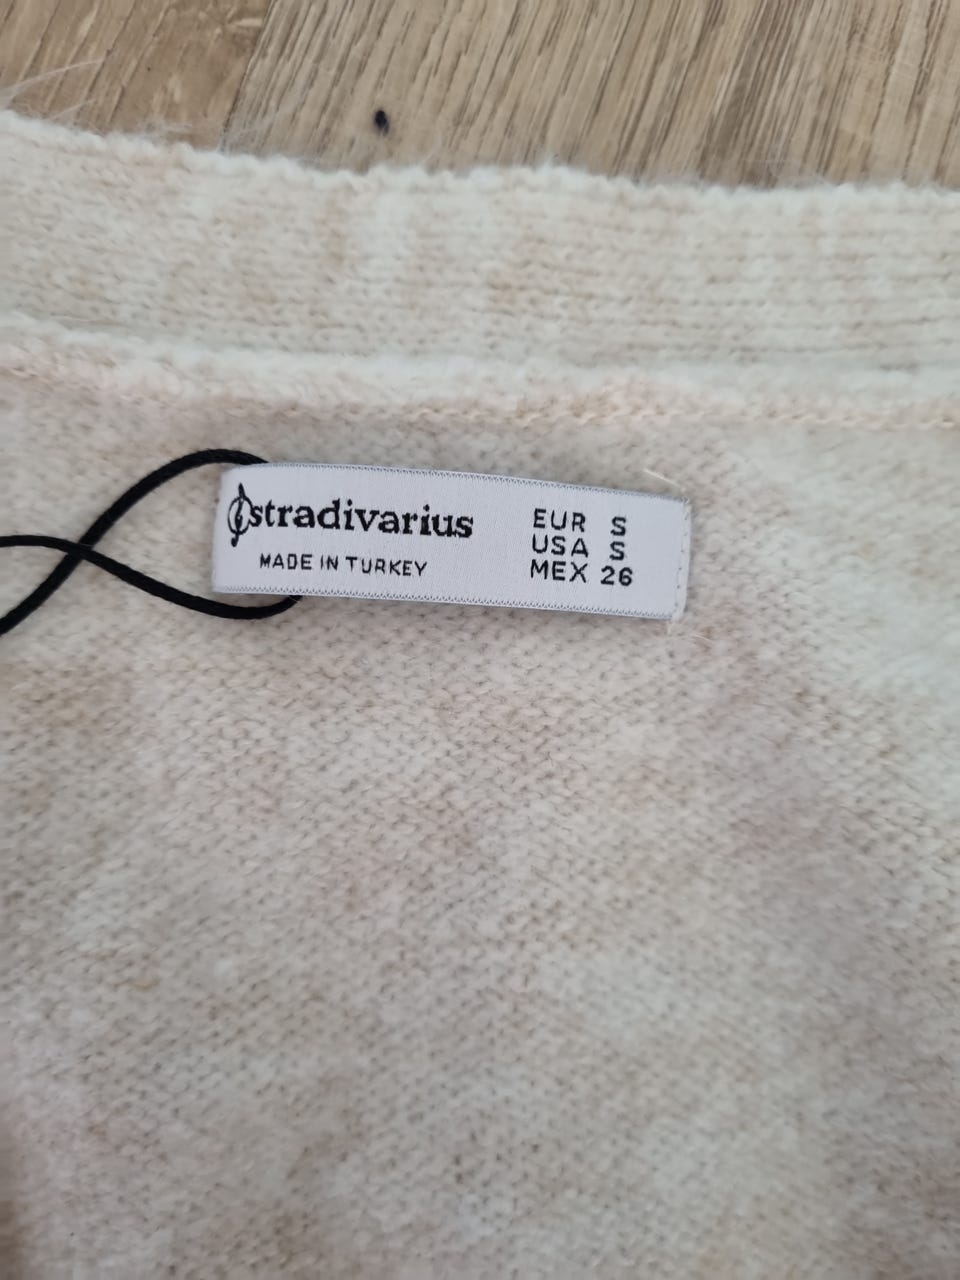 stradivarius
MADE IN TURKEY
EUR S
USA S
MEX 26